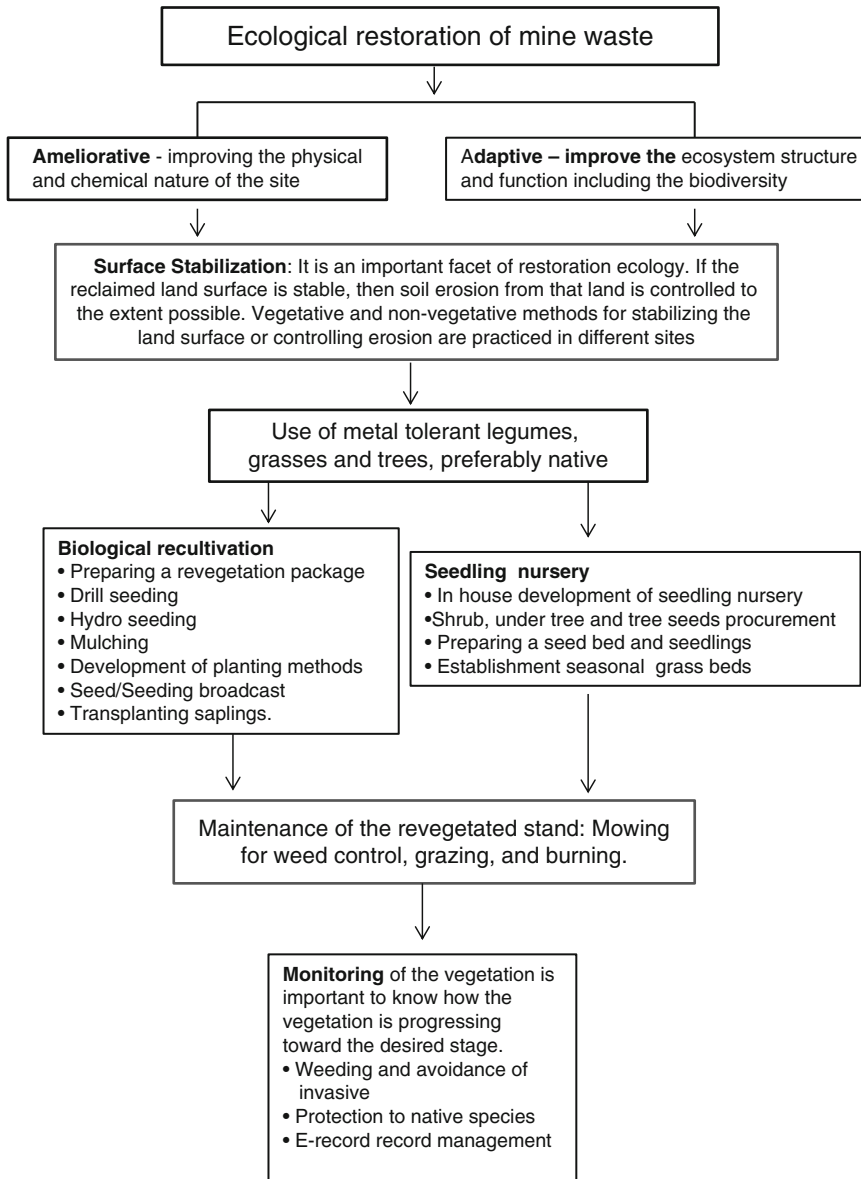 Ecological restoration of mine waste
Ameliorative - improving the physical
and chemical nature of the site
Adaptive – improve the ecosystem structure
and function including the biodiversity
Surface Stabilization: It is an important facet of restoration ecology. If the
reclaimed land surface is stable, then soil erosion from that land is controlled to
the extent possible. Vegetative and non-vegetative methods for stabilizing the
land surface or controlling erosion are practiced in different sites
Use of metal tolerant legumes,
grasses and trees, preferably native
Biological recultivation
• Preparing a revegetation package
• Drill seeding
• Hydro seeding
• Mulching
• Development of planting methods
• Seed/Seeding broadcast
• Transplanting saplings.
Seedling nursery
• In house development of seedling nursery
•Shrub, under tree and tree seeds procurement
• Preparing a seed bed and seedlings
• Establishment seasonal grass beds
Maintenance of the revegetated stand: Mowing
for weed control, grazing, and burning.
Monitoring of the vegetation is
important to know how the
vegetation is progressing
toward the desired stage.
• Weeding and avoidance of
invasive
• Protection to native species
• E-record record management